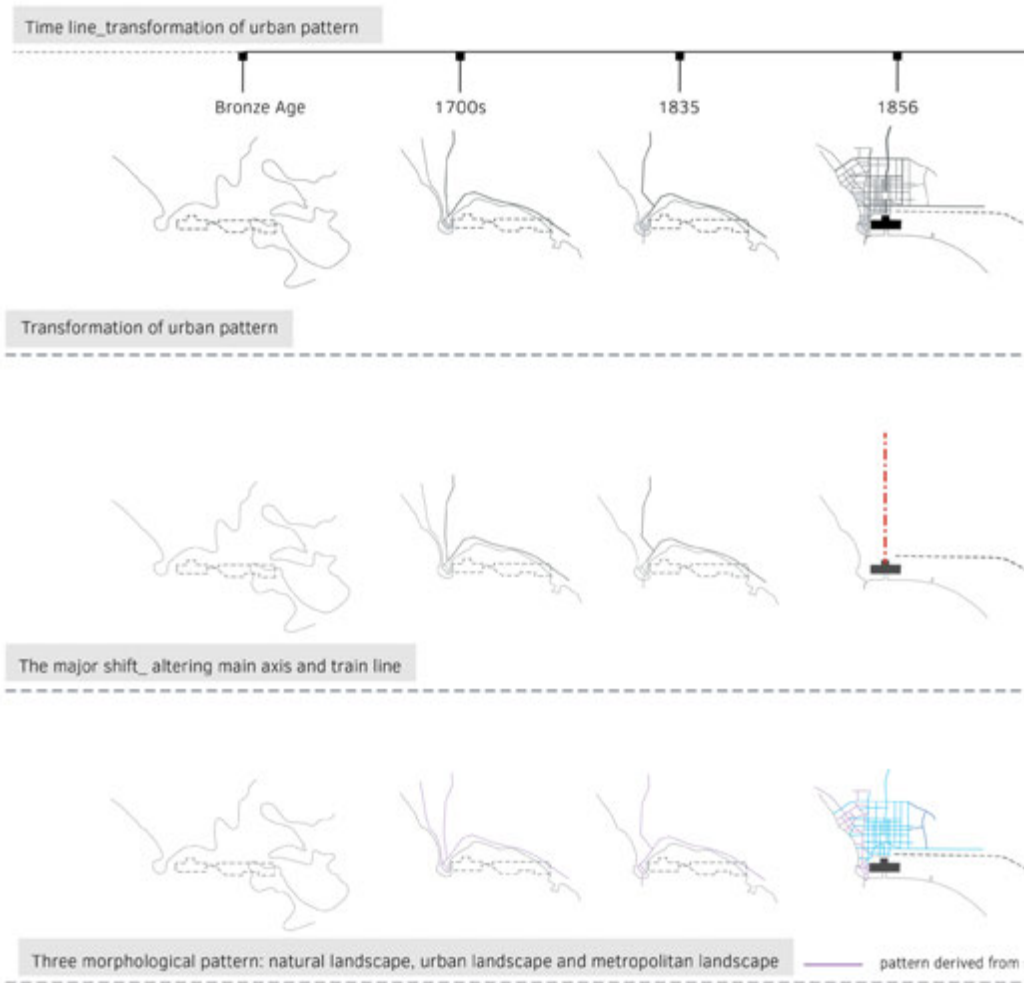 Time line_transformation of urban pattern
Bronze Age 1700s 1835 1856
Transformation of urban pattern
The major shift_ altering main axis and train line
Three morphological pattern: natural landscape, urban landscape and metropolitan landscape
pattern derived from